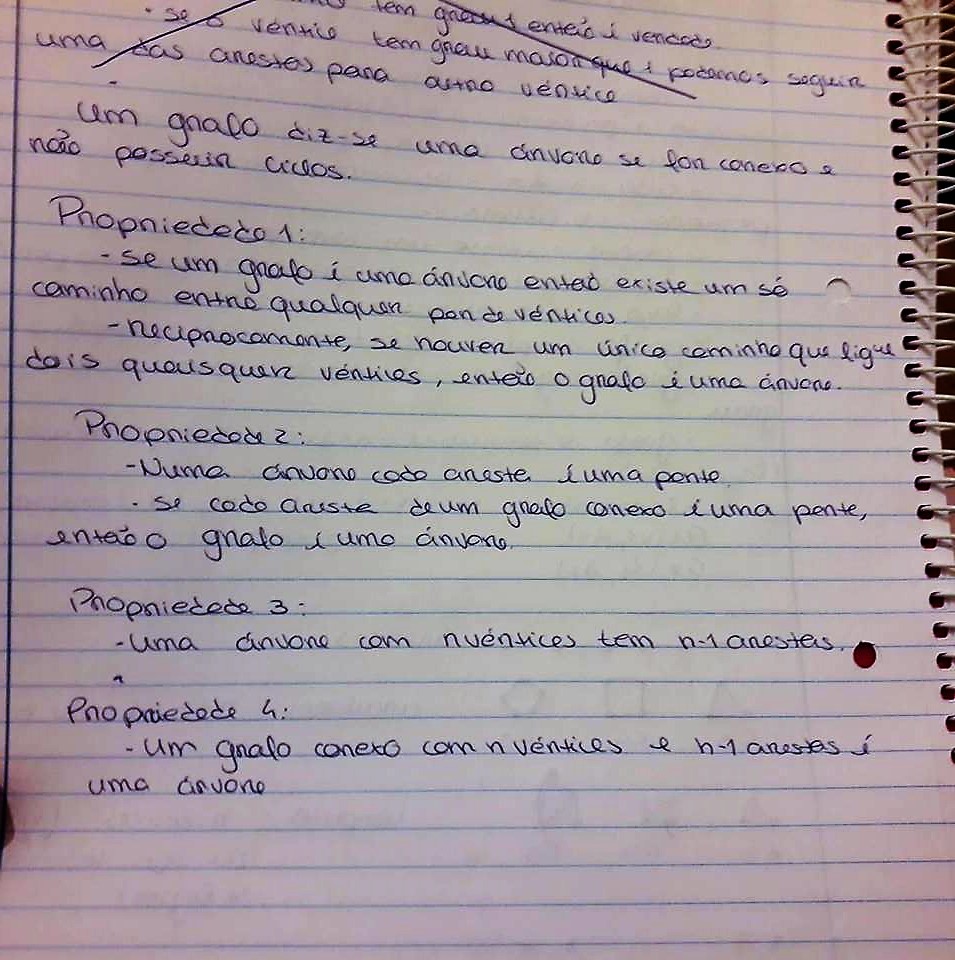 tem grau 1 então é verdade.
· se o vértice tem grau maior que 1 podemos seguir
uma das arestas para outro vértice
Um grafo diz-se uma árvore se for conexo e
não possuir ciclos.
Propriedade 1:
- Se um grafo é uma árvore então existe um só
caminho entre qualquer par de vértices.
- Reciprocamente, se houver um único caminho que ligue
dois quaisquer vértices, então o grafo é uma árvore.
Propriedade 2:
- Numa árvore cada aresta é uma ponte.
· Se cada aresta de um grafo conexo é uma ponte,
então o grafo é uma árvore.
Propriedade 3:
- Uma árvore com n vértices tem n-1 arestas.
Propriedade 4:
- Um grafo conexo com n vértices e n-1 arestas é
uma árvore